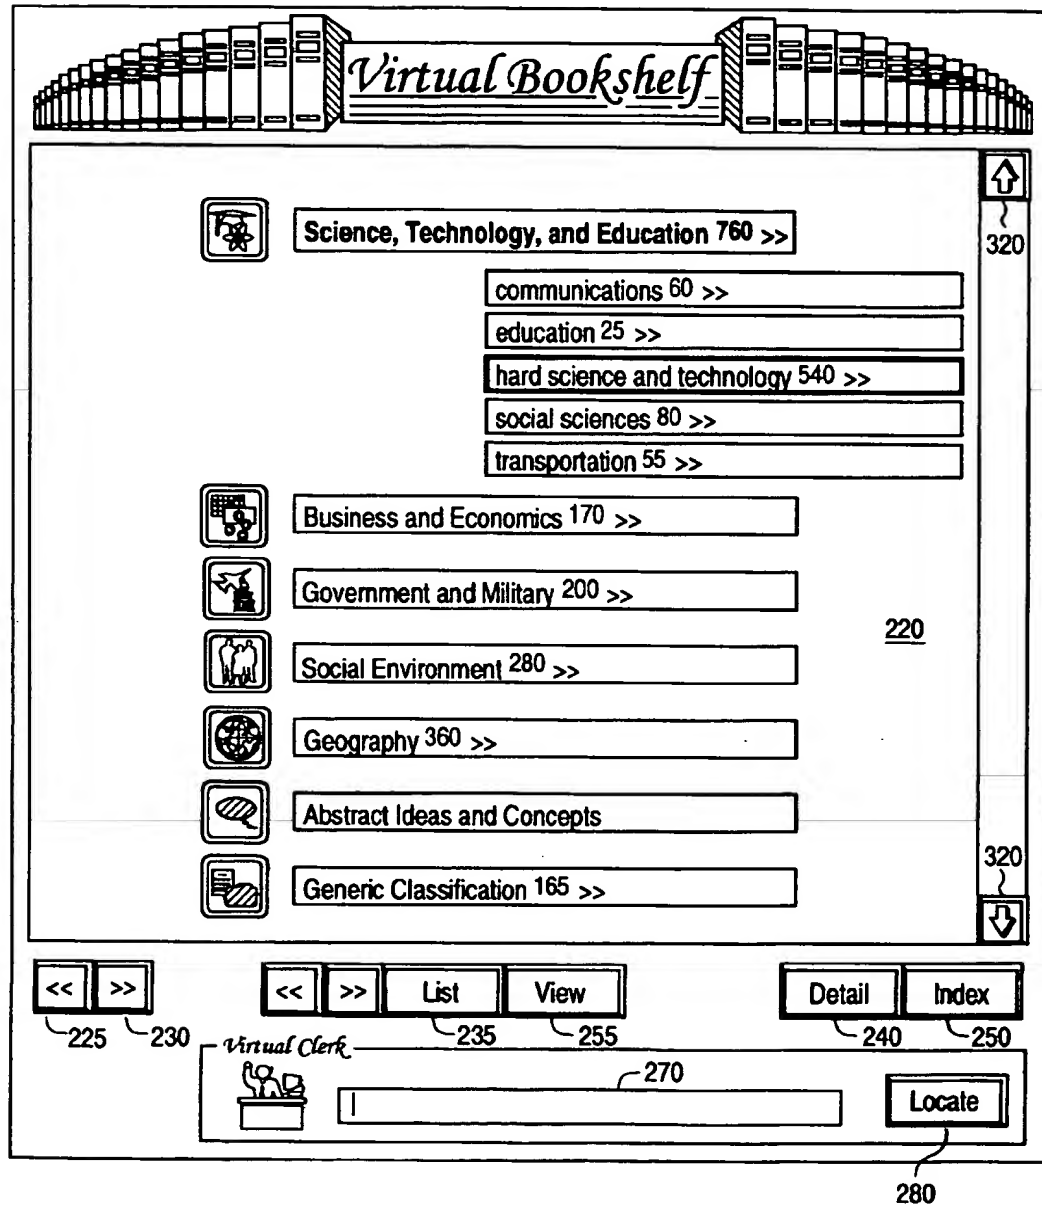 Virtual Bookshelf
Science, Technology, and Education 760 >>
320
communications 60 >>
education 25 >>
hard science and technology 540 >>
social sciences 80 >>
transportation 55 >>
Business and Economics 170 >>
Government and Military 200 >>
220
Social Environment 280 >>
Geography 360 >>
Abstract Ideas and Concepts
320
Generic Classification 165 >>
<< >> << >> List View Detail Index
225 230 235 255 240 250
Virtual Clerk
270
Locate
280